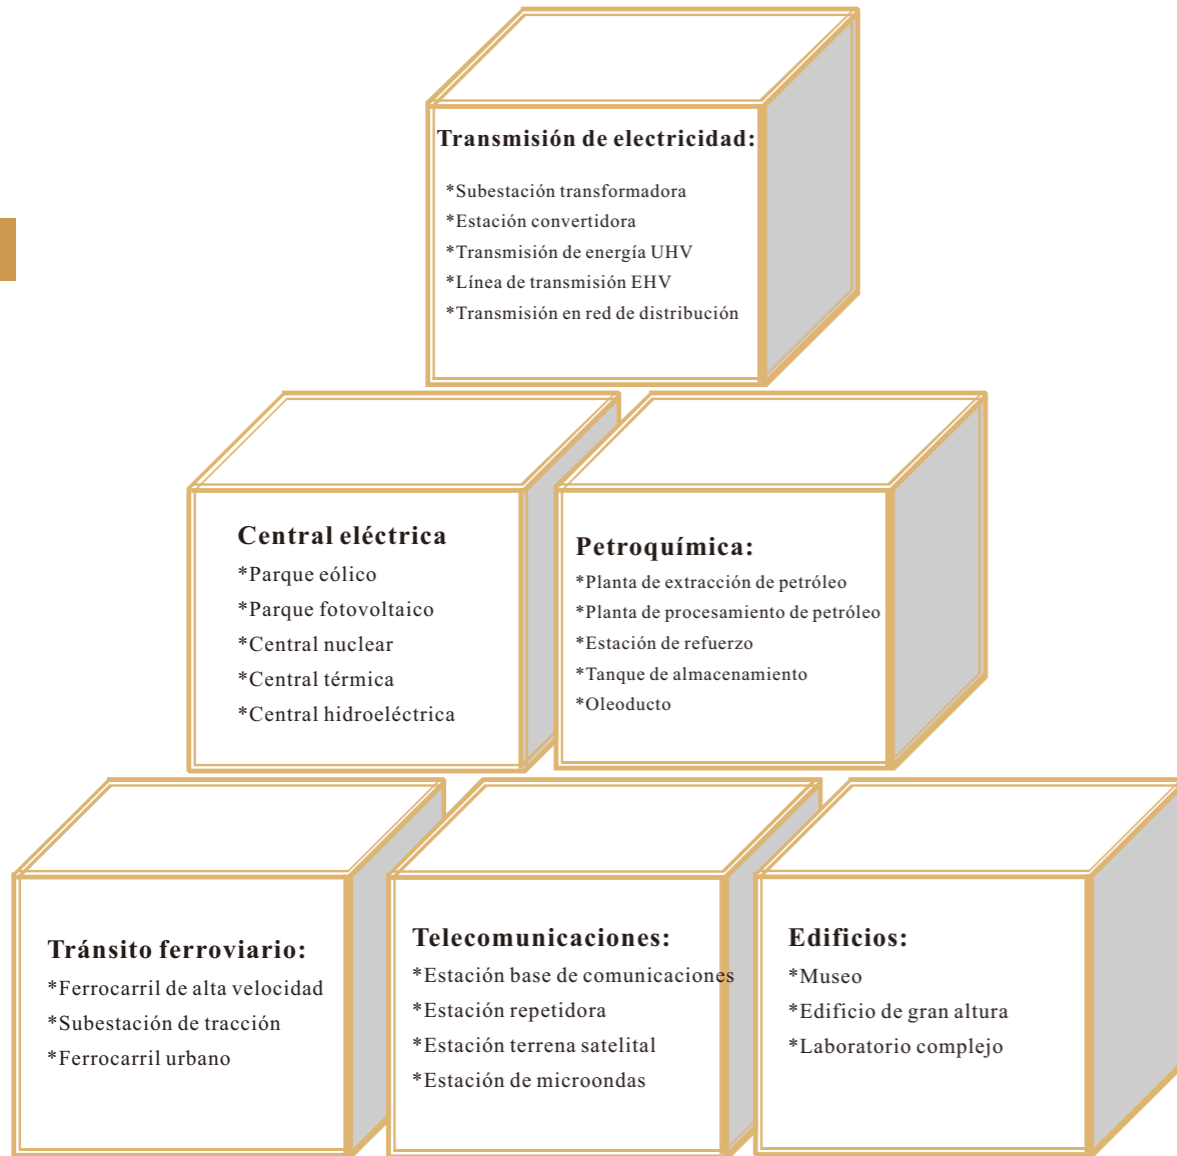 Transmisión de electricidad:
*Subestación transformadora
*Estación convertidora
*Transmisión de energía UHV
*Línea de transmisión EHV
*Transmisión en red de distribución
Central eléctrica
*Parque eólico
*Parque fotovoltaico
*Central nuclear
*Central térmica
*Central hidroeléctrica
Petroquímica:
*Planta de extracción de petróleo
*Planta de procesamiento de petróleo
*Estación de refuerzo
*Tanque de almacenamiento
*Oleoducto
Tránsito ferroviario:
*Ferrocarril de alta velocidad
*Subestación de tracción
*Ferrocarril urbano
Telecomunicaciones:
*Estación base de comunicaciones
*Estación repetidora
*Estación terrena satelital
*Estación de microondas
Edificios:
*Museo
*Edificio de gran altura
*Laboratorio complejo